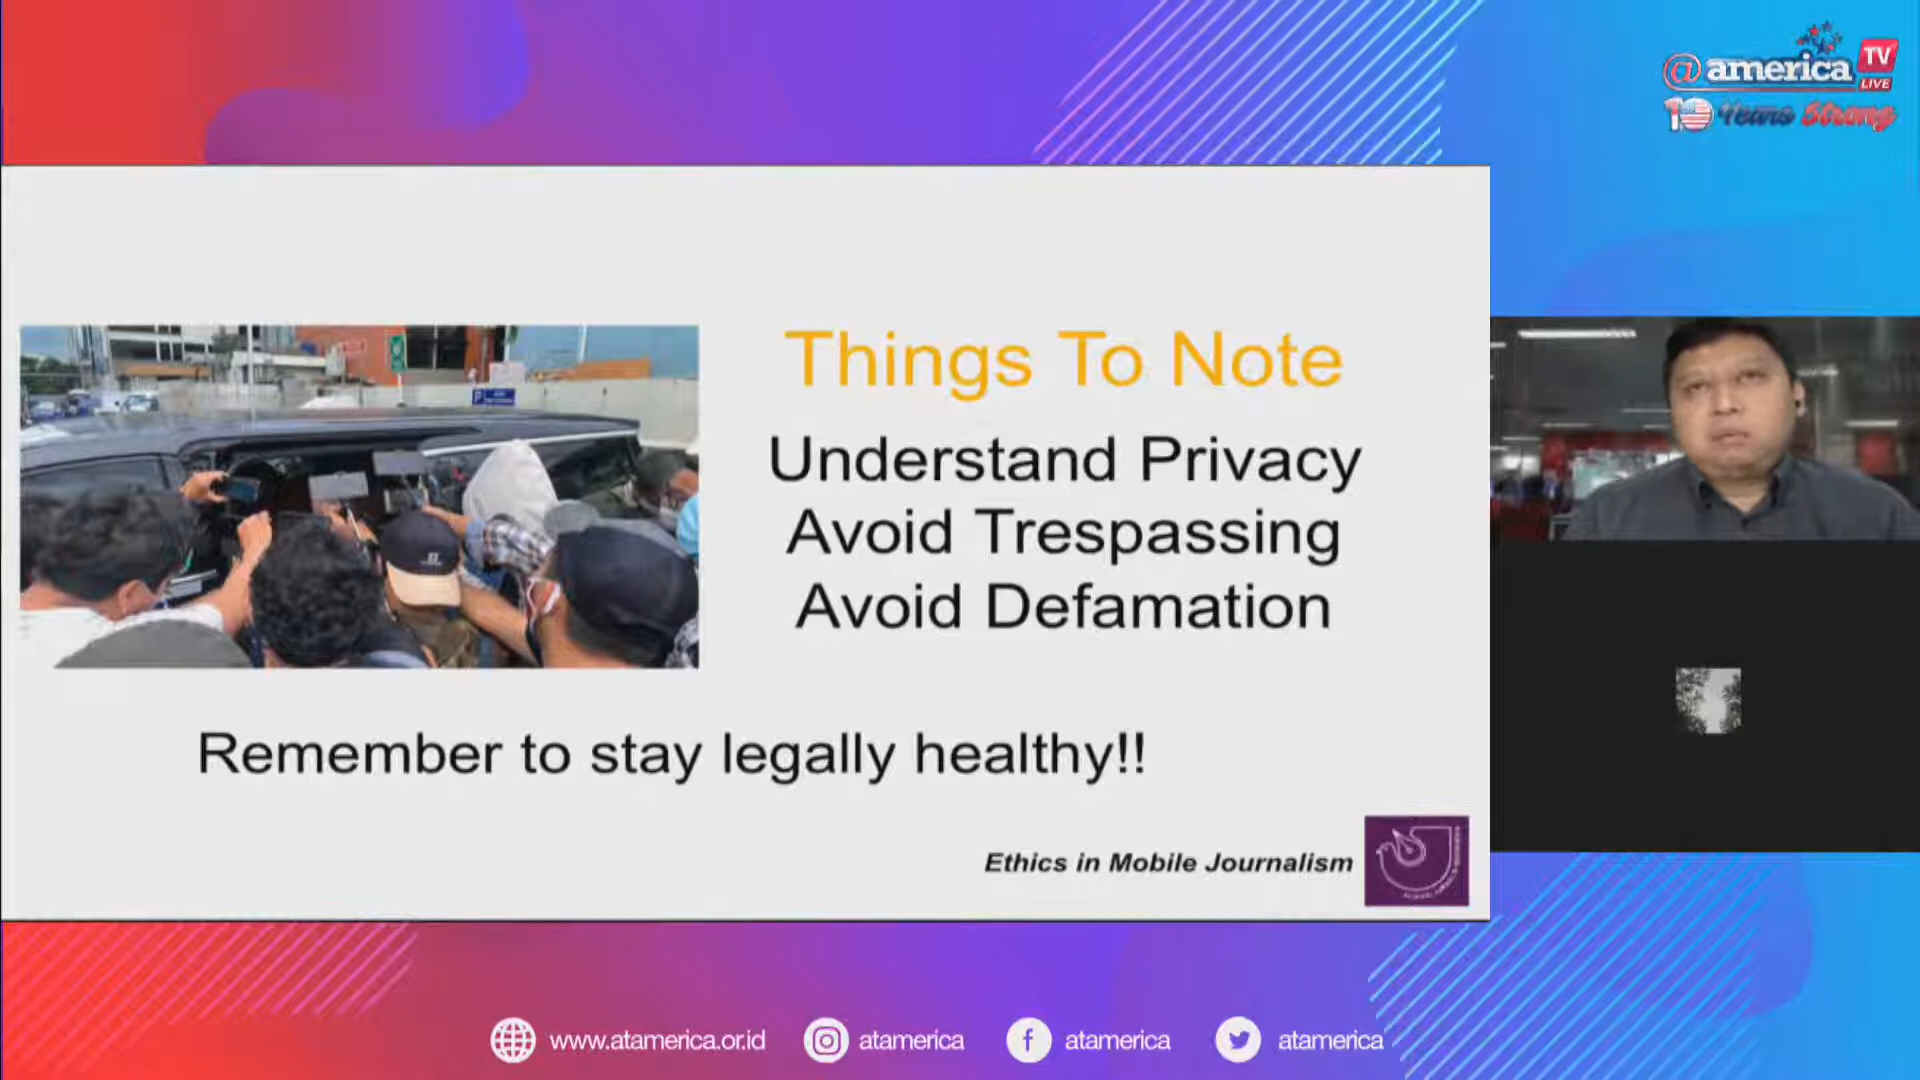 @america TV
LIVE
10 Years Strong
Things To Note
Understand Privacy
Avoid Trespassing
Avoid Defamation
Remember to stay legally healthy!!
Ethics in Mobile Journalism
www.atamerica.or.id
atamerica
atamerica
atamerica